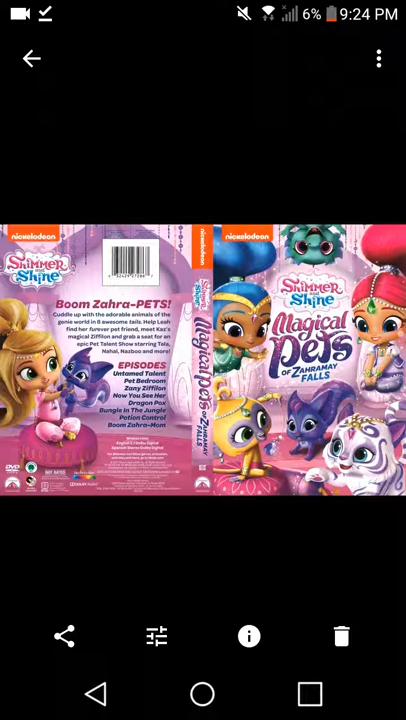 6% 9:24 PM
nickelodeon
Shimmer and Shine
Boom Zahra-PETS!
Cuddle up with the adorable animals of the
genie world in 8 awesome tails. Help Leah
find her furever pet friend, meet Kaz's
magical Ziffilon and grab a seat for an
epic Pet Talent Show starring Tala,
Nahal, Nazboo and more!
EPISODES
Untamed Talent
Pet Bedroom
Zany Ziffilon
Now You See Her
Dragon Pox
Bungle In The Jungle
Potion Control
Boom Zahra-Mom
DVD
NOT RATED
DOLBY AUDIO
nickelodeon
Shimmer and Shine
Magical Pets OF ZAHRAMAY FALLS
nickelodeon
Shimmer
and
Shine
Magical
Pets
OF ZAHRAMAY
FALLS